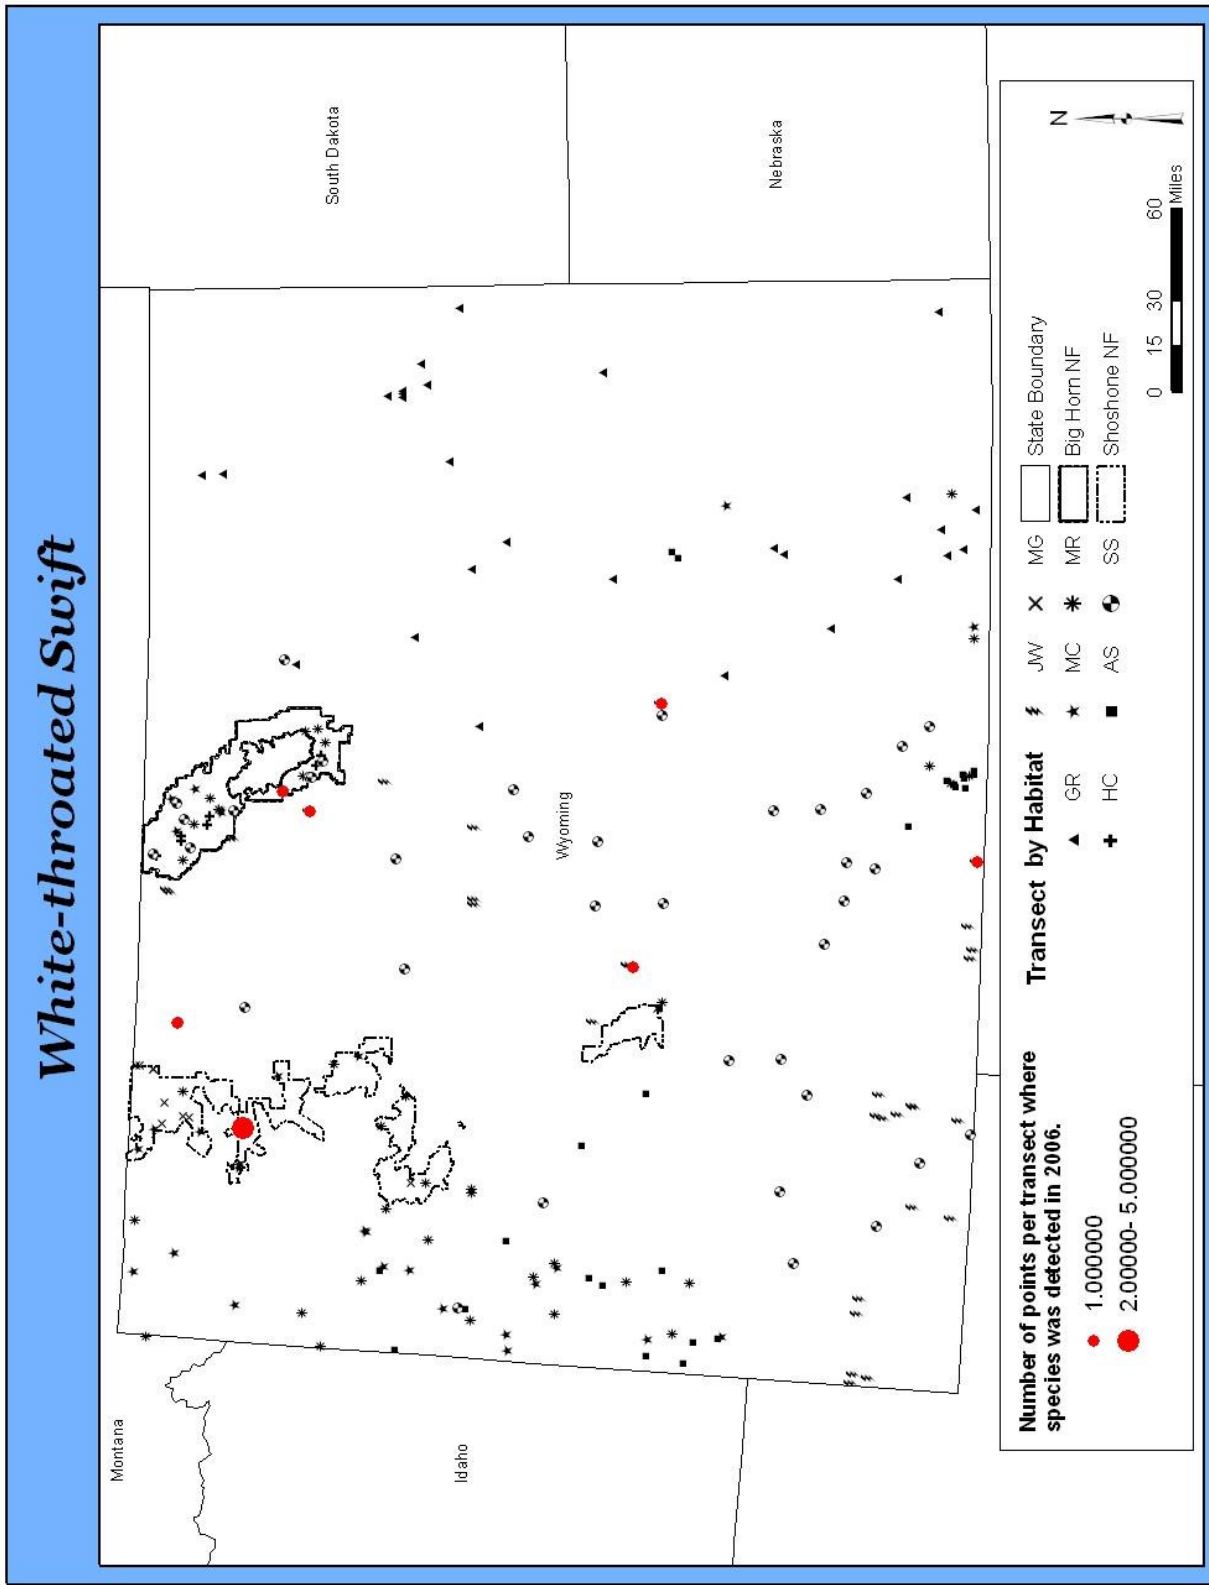 White-throated Swift
Montana
South Dakota
Idaho
Wyoming
Nebraska
Number of points per transect where
species was detected in 2006.
1.000000
2.00000- 5.000000
Transect by Habitat
GR
HC
JW
MC
AS
MG
MR
SS
State Boundary
Big Horn NF
Shoshone NF
N
0 15 30 60
Miles